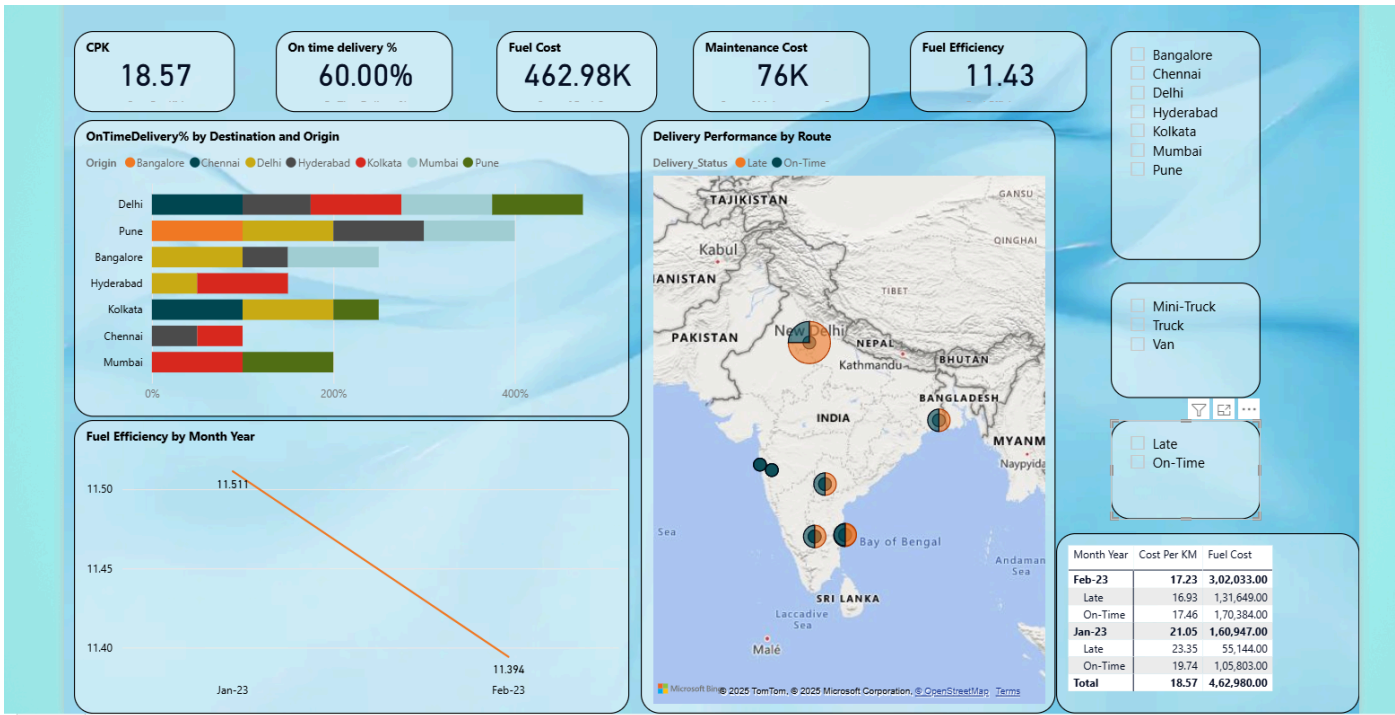 CPK
18.57
On time delivery %
60.00%
Fuel Cost
462.98K
Maintenance Cost
76K
Fuel Efficiency
11.43
Bangalore
Chennai
Delhi
Hyderabad
Kolkata
Mumbai
Pune
OnTimeDelivery% by Destination and Origin
Origin Bangalore Chennai Delhi Hyderabad Kolkata Mumbai Pune
Delhi
Pune
Bangalore
Hyderabad
Kolkata
Chennai
Mumbai
0% 200% 400%
Delivery Performance by Route
Delivery_Status Late On-Time
GANSU
TAJIKISTAN
QINGHAI
Kabul
ANISTAN
TIBET
New Delhi
PAKISTAN
NEPAL
Kathmandu
BHUTAN
BANGLADESH
INDIA
MYANM
Naypyida
Sea
Bay of Bengal
Andaman
Sea
SRI LANKA
Laccadive
Sea
Malé
Microsoft Bing
© 2025 TomTom, © 2025 Microsoft Corporation, © OpenStreetMap Terms
Mini-Truck
Truck
Van
Late
On-Time
Fuel Efficiency by Month Year
11.50
11.45
11.40
11.511
11.394
Jan-23 Feb-23
Month Year Cost Per KM Fuel Cost
Feb-23 17.23 3,02,033.00
Late 16.93 1,31,649.00
On-Time 17.46 1,70,384.00
Jan-23 21.05 1,60,947.00
Late 23.35 55,144.00
On-Time 19.74 1,05,803.00
Total 18.57 4,62,980.00